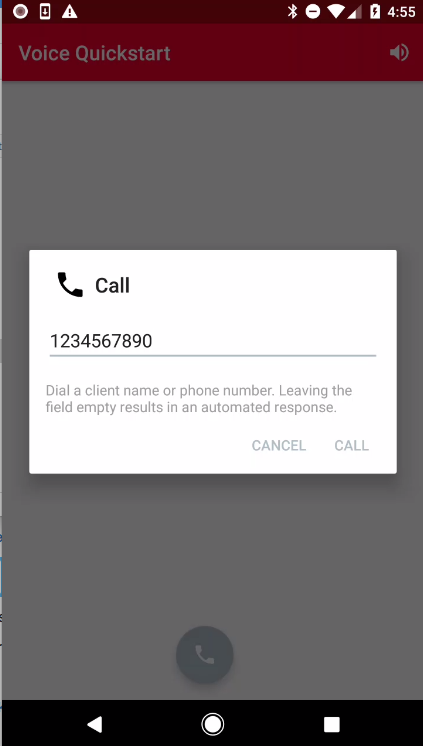 4:55
Voice Quickstart
Call
1234567890
Dial a client name or phone number. Leaving the
field empty results in an automated response.
CANCEL CALL